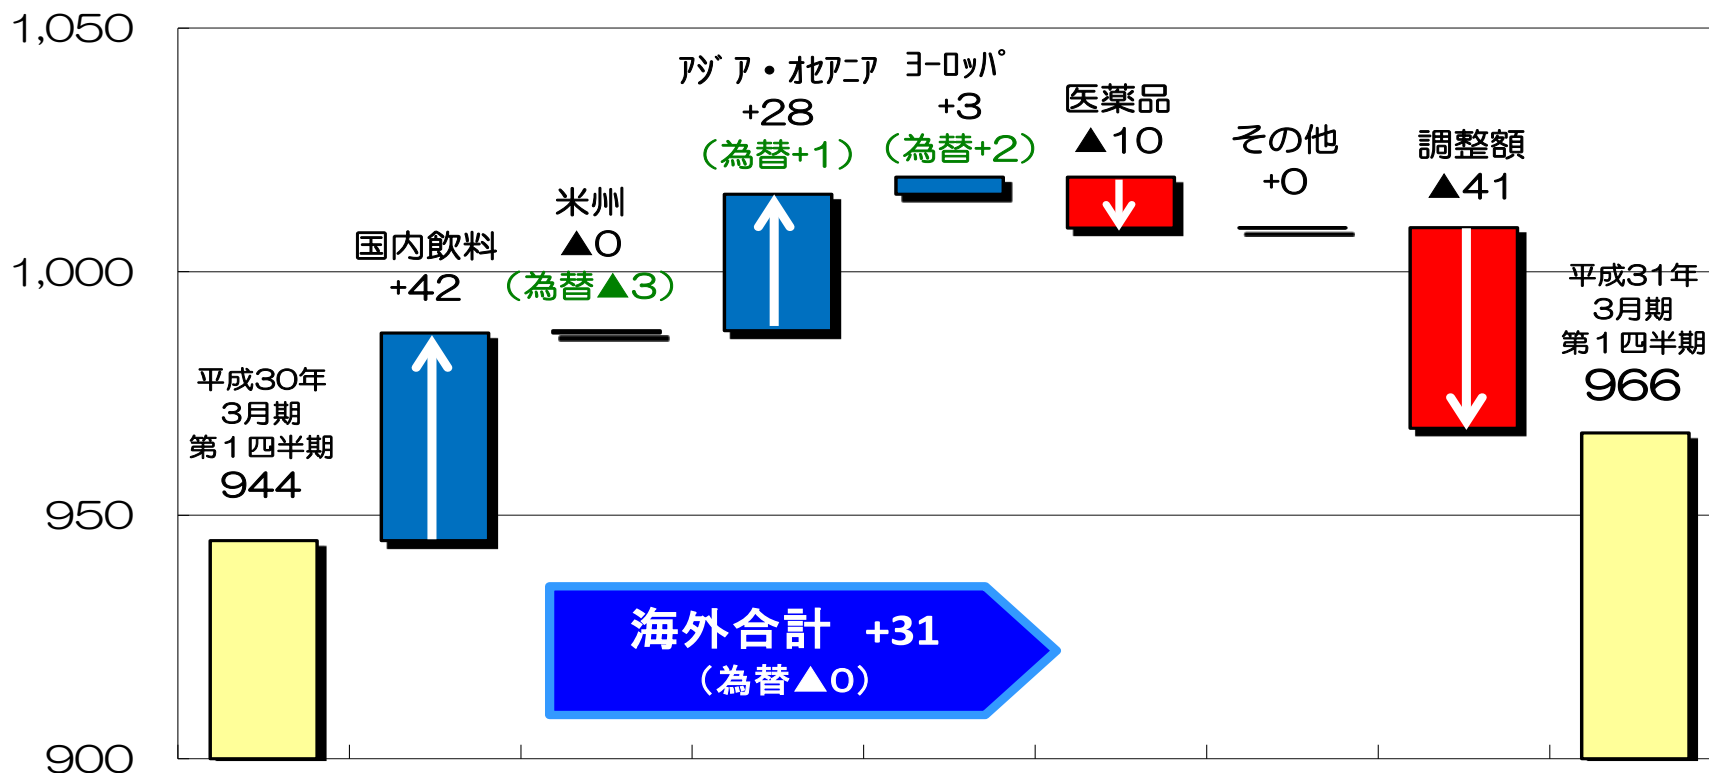 1,050
1,000
950
900
平成30年
3月期
第1四半期
944
国内飲料
+42
米州
▲0
(為替▲3)
ｱｼﾞｱ・ｵｾｱﾆｱ
+28
(為替+1)
ﾖｰﾛｯﾊﾟ
+3
(為替+2)
医薬品
▲10
その他
+0
調整額
▲41
平成31年
3月期
第1四半期
966
海外合計 +31
(為替▲0)